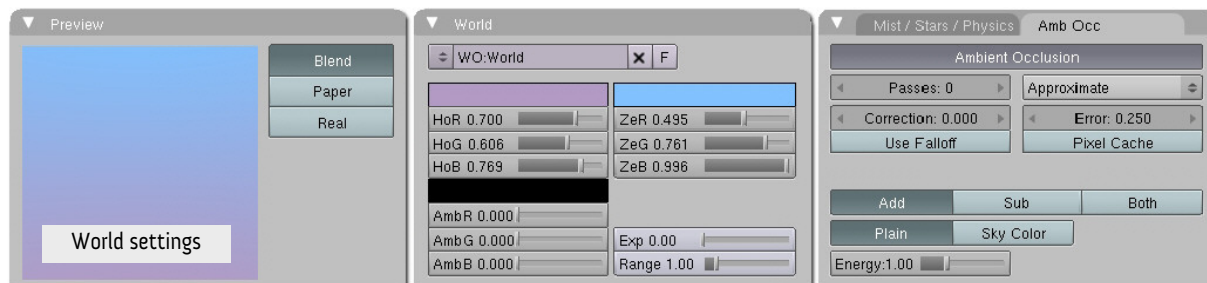 Preview
Blend
Paper
Real
World settings
World
WO:World
F
HoR 0.700
ZeR 0.495
HoG 0.606
ZeG 0.761
HoB 0.769
ZeB 0.996
AmbR 0.000
AmbG 0.000
Exp 0.00
AmbB 0.000
Range 1.00
Mist / Stars / Physics
Amb Occ
Ambient Occlusion
Passes: 0
Approximate
Correction: 0.000
Error: 0.250
Use Falloff
Pixel Cache
Add
Sub
Both
Plain
Sky Color
Energy:1.00